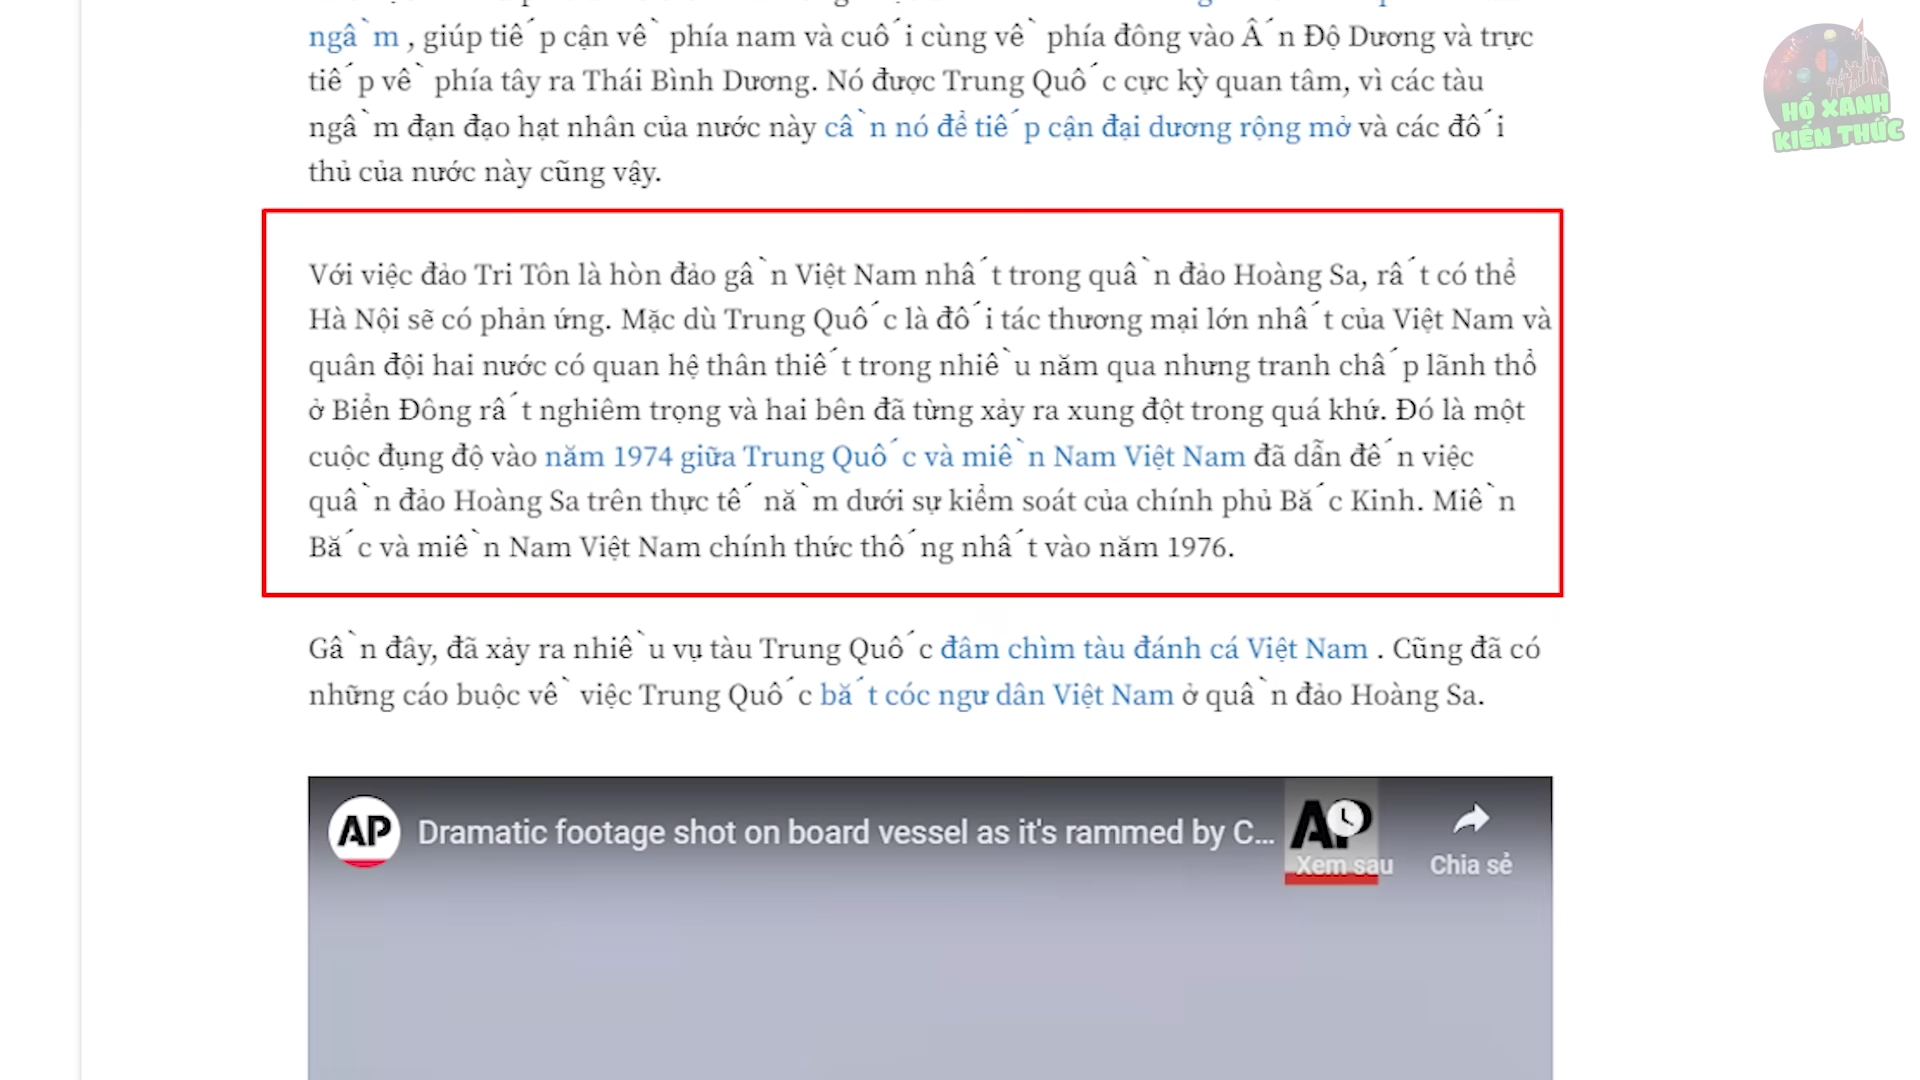 ngầm , giúp tiếp cận về phía nam và cuối cùng về phía đông vào Ấn Độ Dương và trực
tiếp về phía tây ra Thái Bình Dương. Nó được Trung Quốc cực kỳ quan tâm, vì các tàu
ngầm đạn đạo hạt nhân của nước này cần nó để tiếp cận đại dương rộng mở và các đối
thủ của nước này cũng vậy.
HỐ XANH
KIẾN THỨC
Với việc đảo Tri Tôn là hòn đảo gần Việt Nam nhất trong quần đảo Hoàng Sa, rất có thể
Hà Nội sẽ có phản ứng. Mặc dù Trung Quốc là đối tác thương mại lớn nhất của Việt Nam và
quân đội hai nước có quan hệ thân thiết trong nhiều năm qua nhưng tranh chấp lãnh thổ
ở Biển Đông rất nghiêm trọng và hai bên đã từng xảy ra xung đột trong quá khứ. Đó là một
cuộc đụng độ vào năm 1974 giữa Trung Quốc và miền Nam Việt Nam đã dẫn đến việc
quần đảo Hoàng Sa trên thực tế nằm dưới sự kiểm soát của chính phủ Bắc Kinh. Miền
Bắc và miền Nam Việt Nam chính thức thống nhất vào năm 1976.
Gần đây, đã xảy ra nhiều vụ tàu Trung Quốc đâm chìm tàu đánh cá Việt Nam . Cũng đã có
những cáo buộc về việc Trung Quốc bắt cóc ngư dân Việt Nam ở quần đảo Hoàng Sa.
AP Dramatic footage shot on board vessel as it's rammed by C...
AP
Xem sau
Chia sẻ